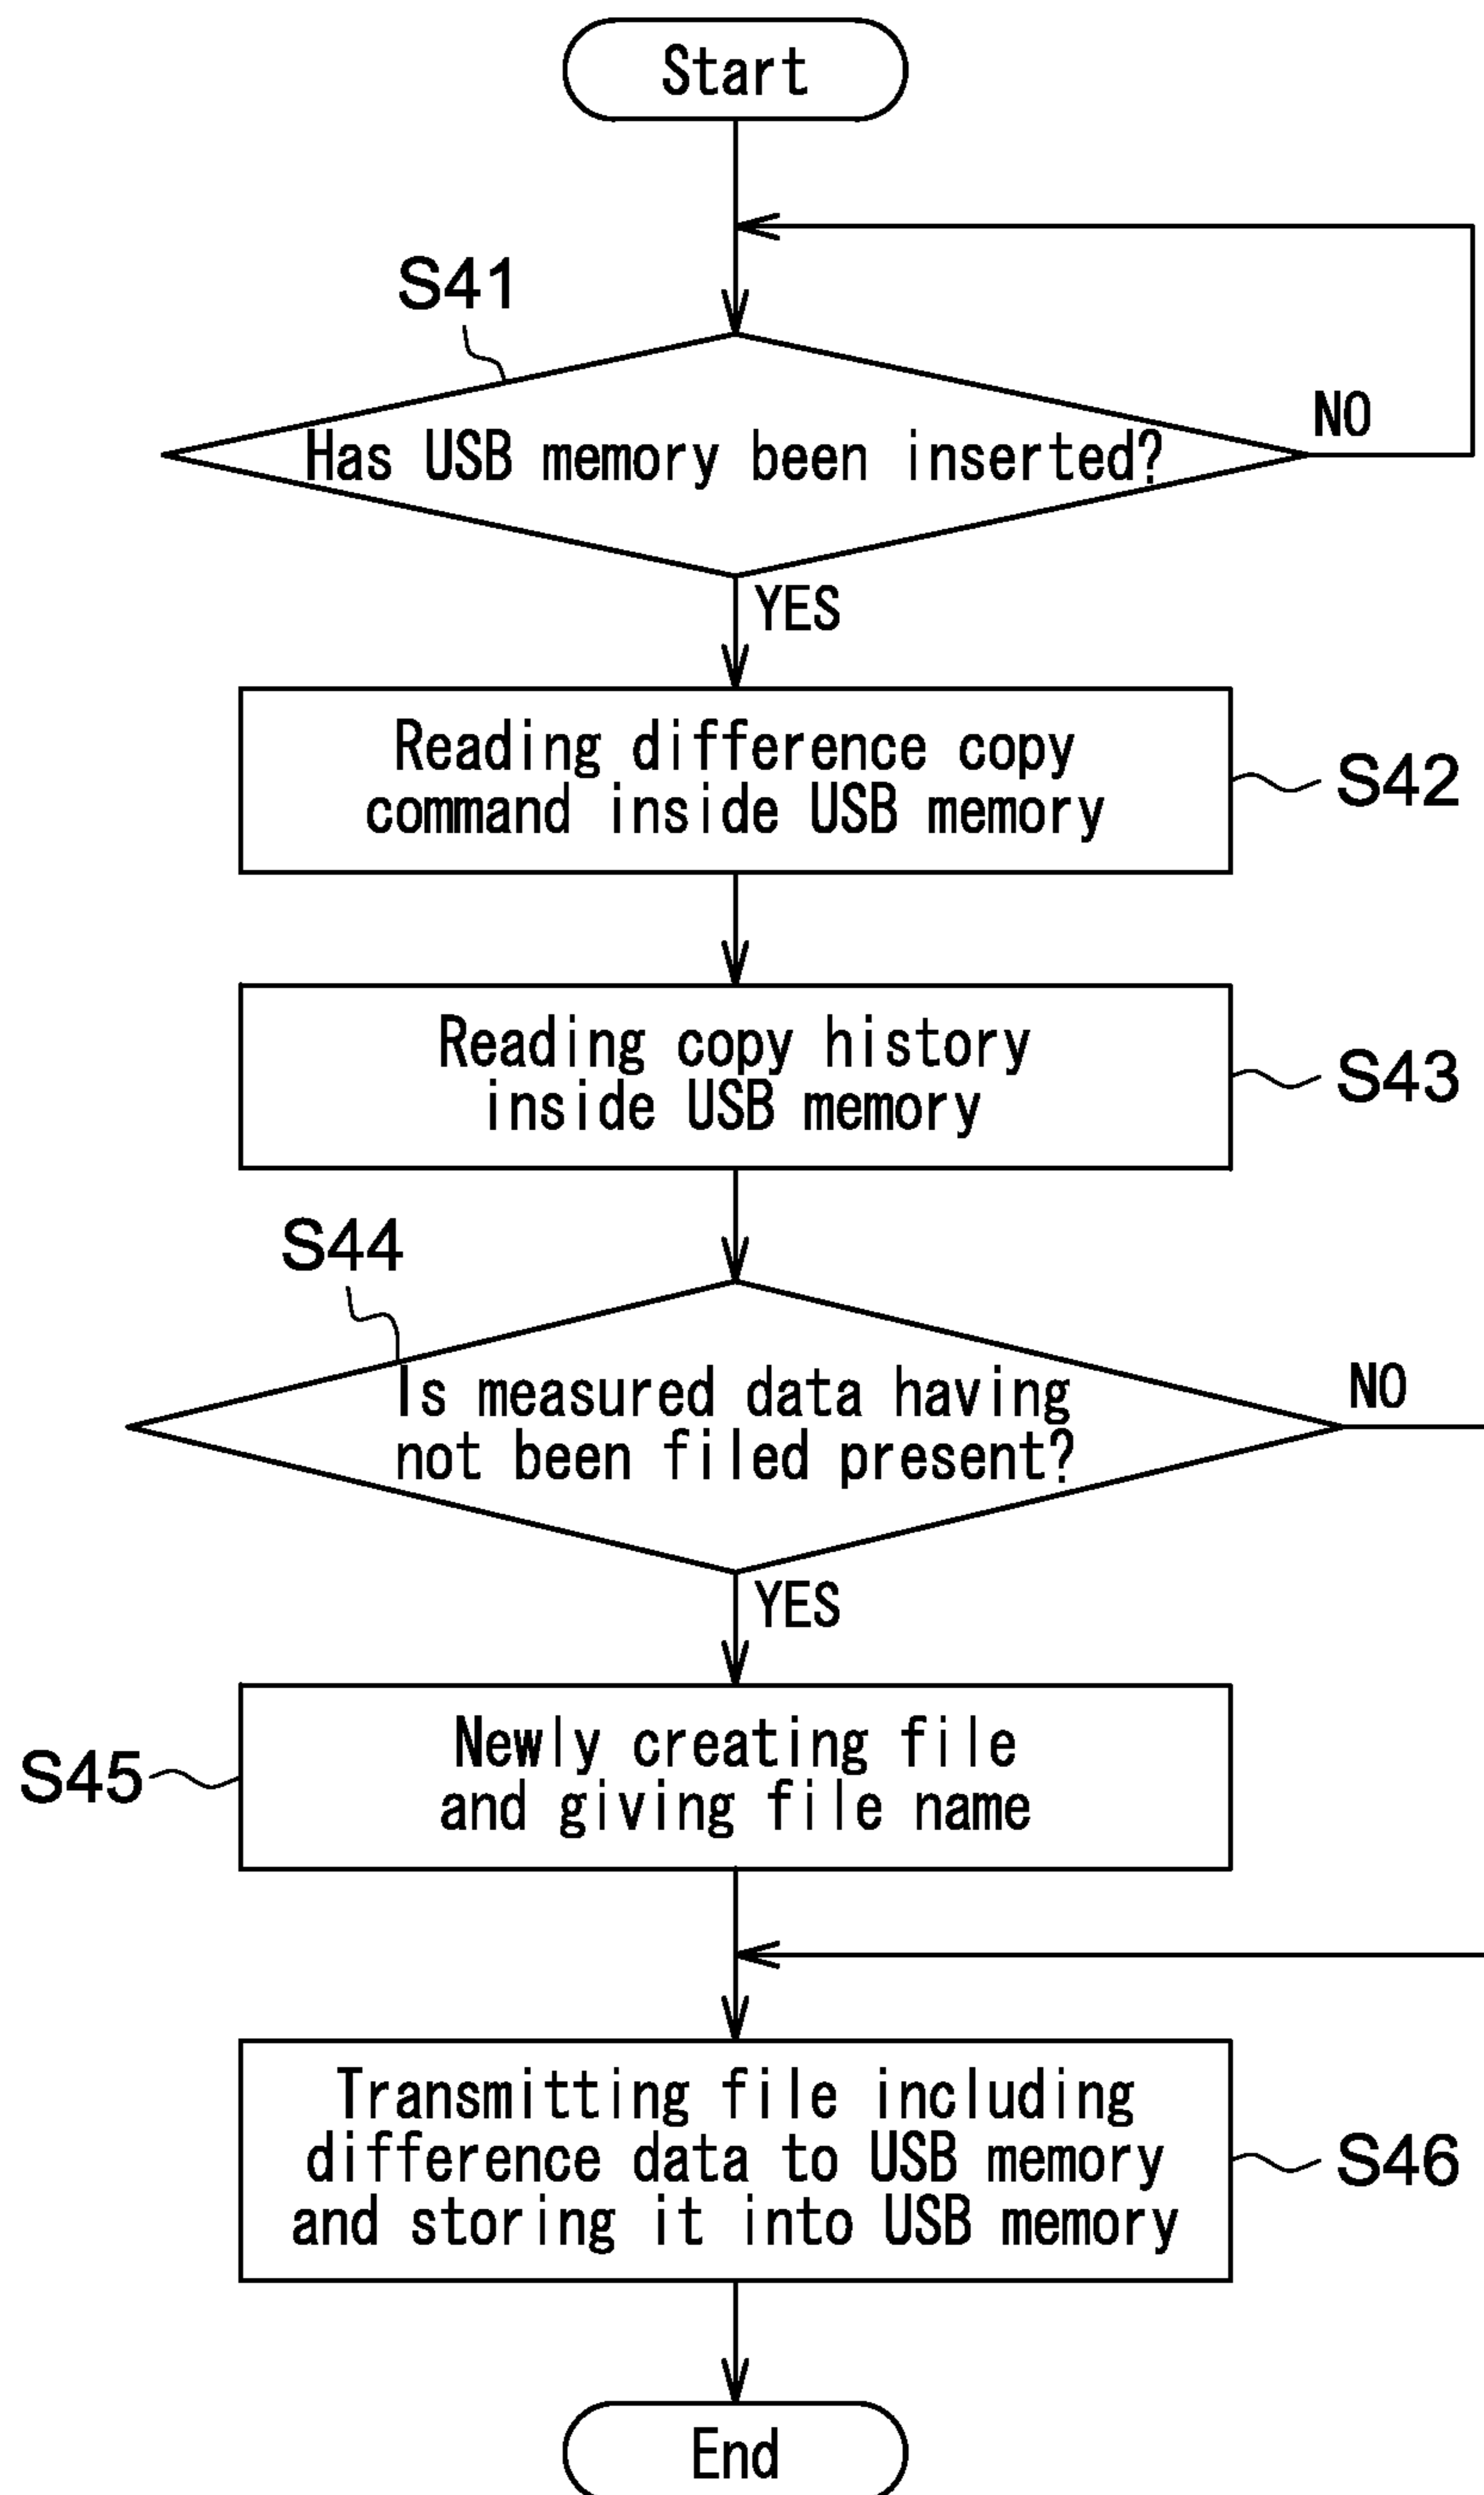 Start
S41
Has USB memory been inserted?
NO
YES
Reading difference copy
command inside USB memory
S42
Reading copy history
inside USB memory
S43
S44
Is measured data having
not been filed present?
NO
YES
Newly creating file
and giving file name
S45
Transmitting file including
difference data to USB memory
and storing it into USB memory
S46
End